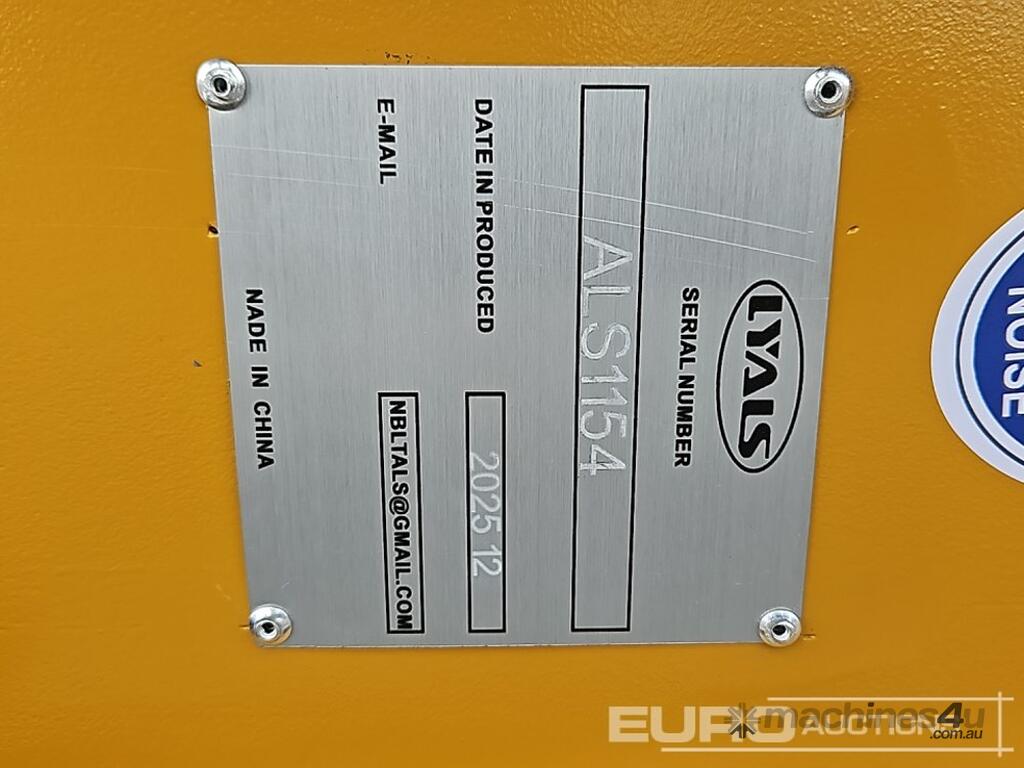 LYALS
SERIAL NUMBER
ALS1154
DATE IN PRODUCED 2025 12
E-MAIL NBLTALS@GMAIL.COM
NADE IN CHINA
NOISE
EURO AUCTIONS
machines4u
.com.au